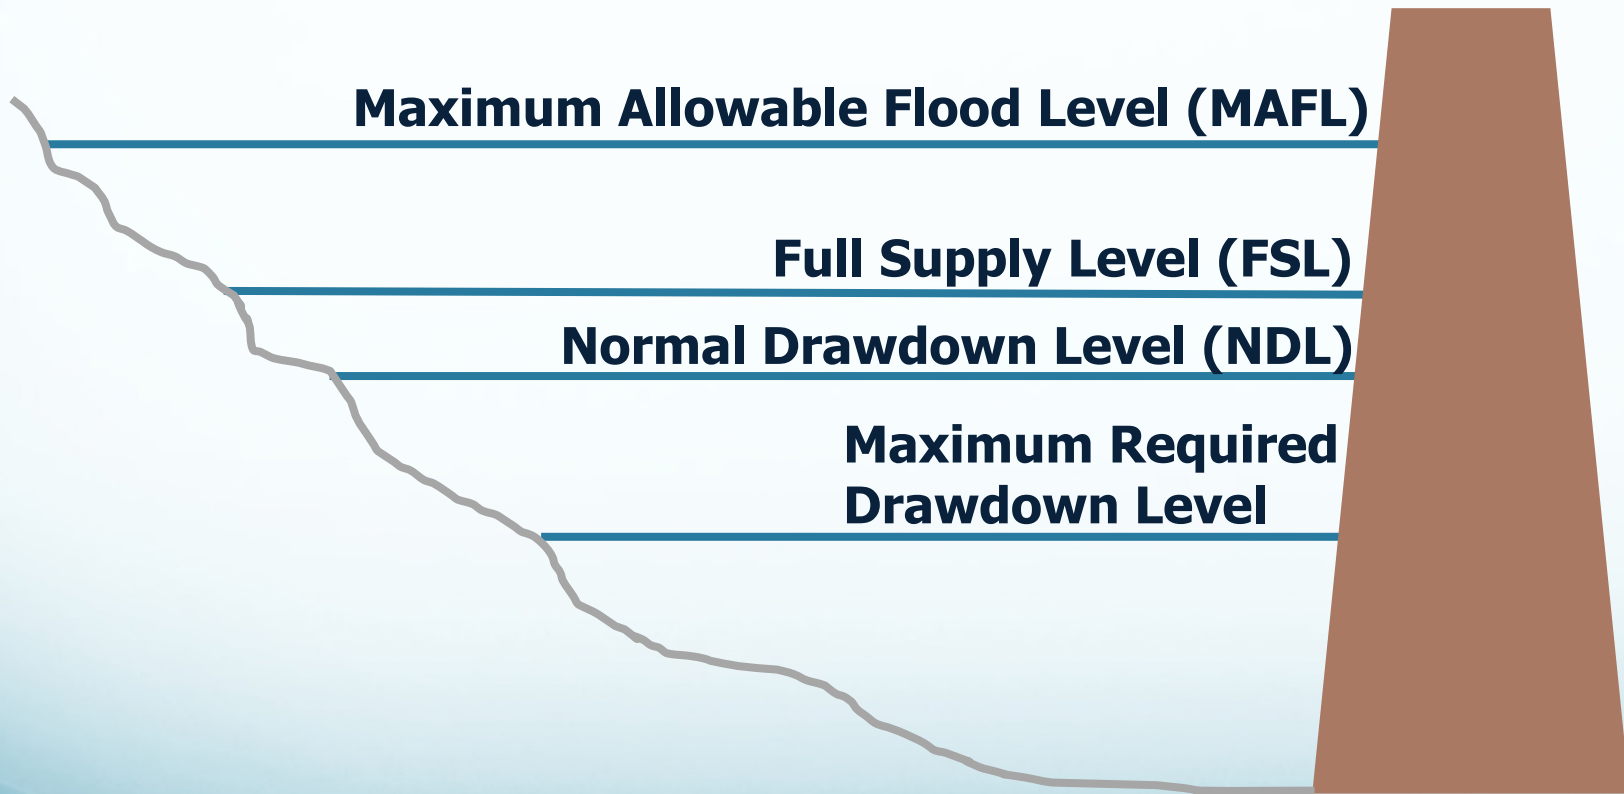 Maximum Allowable Flood Level (MAFL)
Full Supply Level (FSL)
Normal Drawdown Level (NDL)
Maximum Required
Drawdown Level